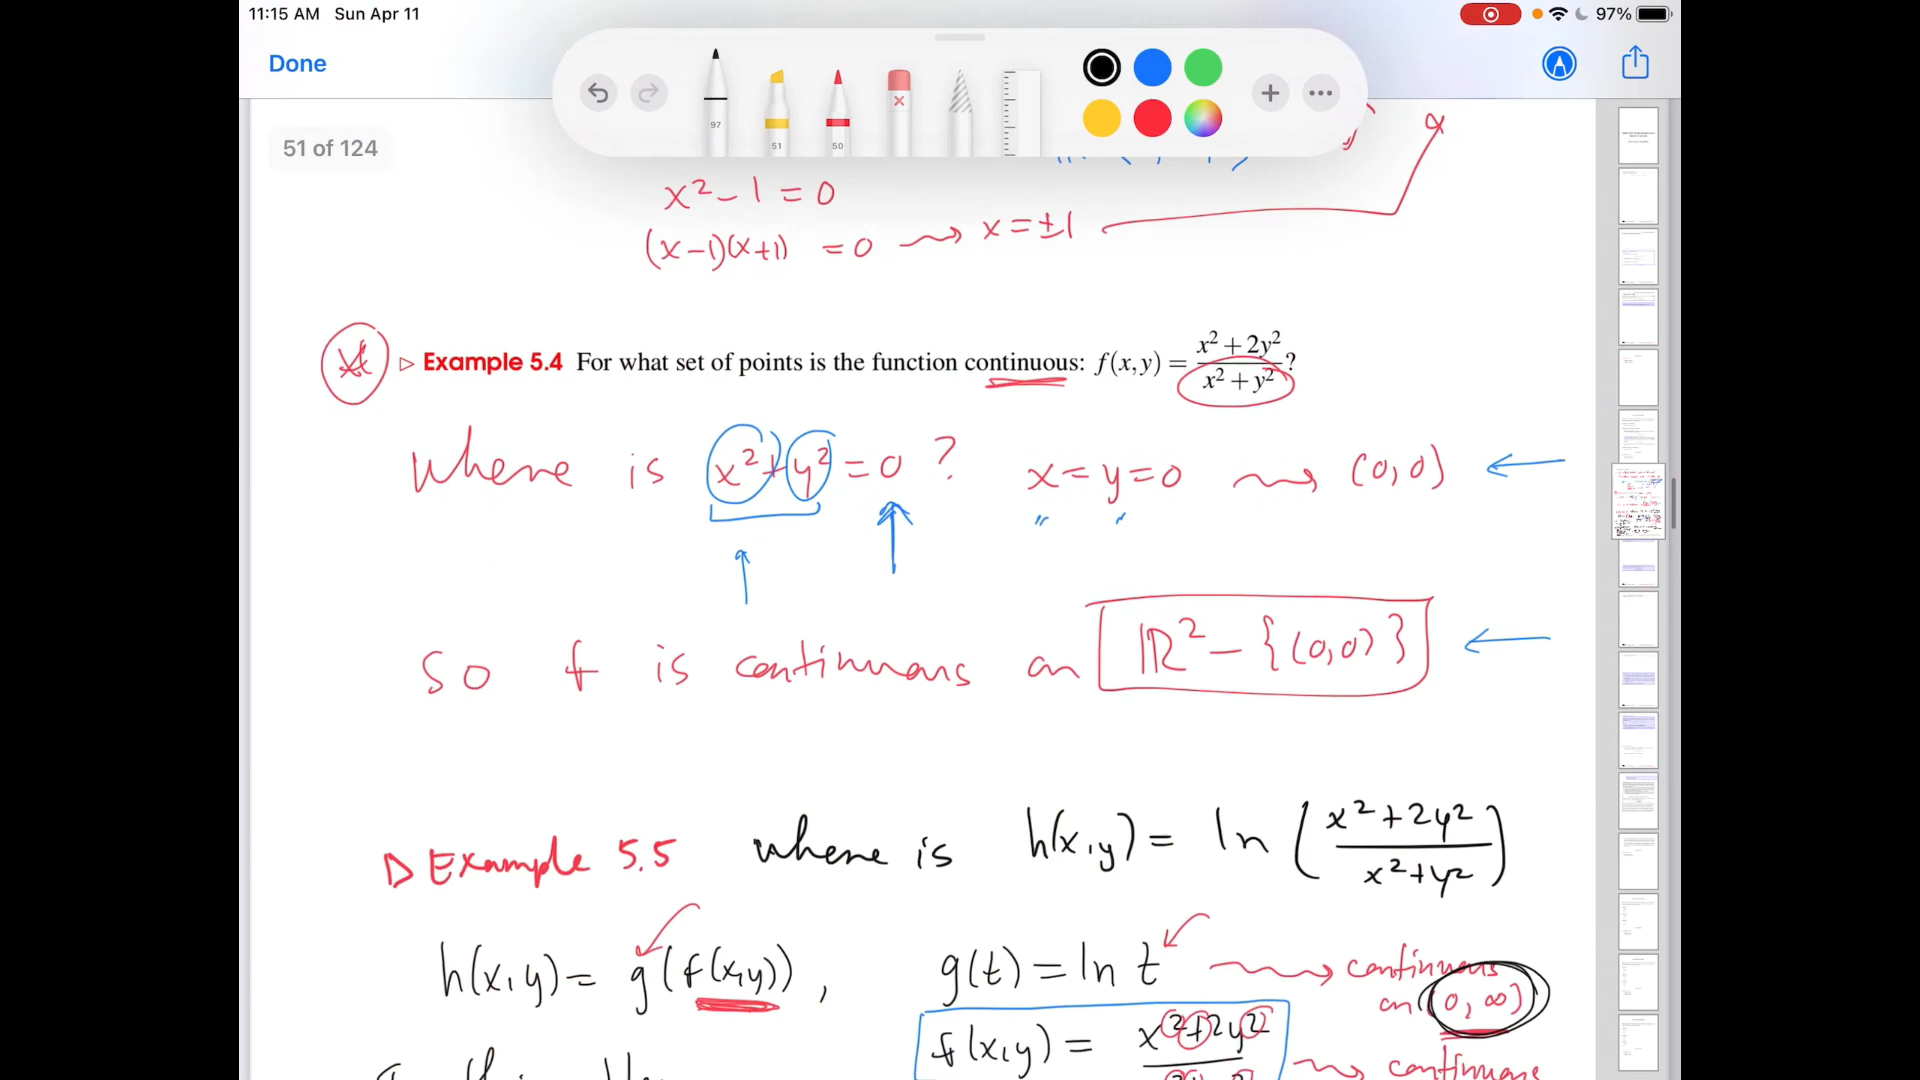 11:15 AM Sun Apr 11 97%
Done
97 51 50
51 of 124
x² - 1 = 0
(x-1)(x+1) = 0 ⇝ x = ±1
▷ Example 5.4 For what set of points is the function continuous: f(x,y) = (x² + 2y²)/(x² + y²)?
where is x² + y² = 0 ? x = y = 0 ⇝ (0,0) ←
so f is continuous on ℝ² - {(0,0)} ←
▷ Example 5.5 where is h(x,y) = ln ((x² + 2y²)/(x² + y²))
h(x,y) = g(f(x,y)), g(t) = ln t ⇝ continuous
on (0, ∞)
f(x,y) = x² + 2y² ⇝ continuous